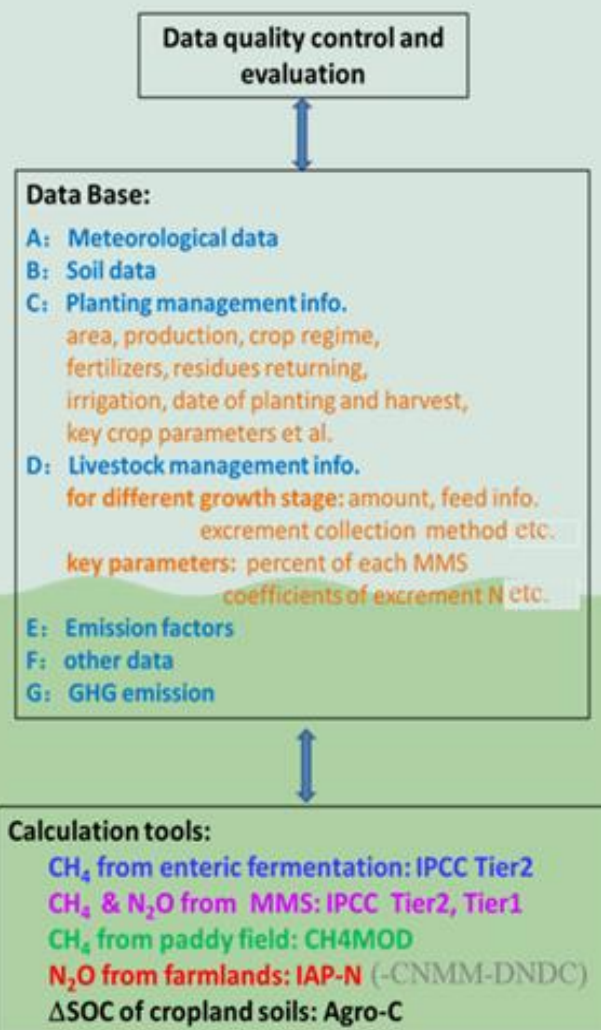 Data quality control and
evaluation
Data Base:
A: Meteorological data
B: Soil data
C: Planting management info.
area, production, crop regime,
fertilizers, residues returning,
irrigation, date of planting and harvest,
key crop parameters et al.
D: Livestock management info.
for different growth stage: amount, feed info.
excrement collection method etc.
key parameters: percent of each MMS
coefficients of excrement N etc.
E: Emission factors
F: other data
G: GHG emission
Calculation tools:
CH₄ from enteric fermentation: IPCC Tier2
CH₄ & N₂O from MMS: IPCC Tier2, Tier1
CH₄ from paddy field: CH4MOD
N₂O from farmlands: IAP-N (-CNMM-DNDC)
ΔSOC of cropland soils: Agro-C